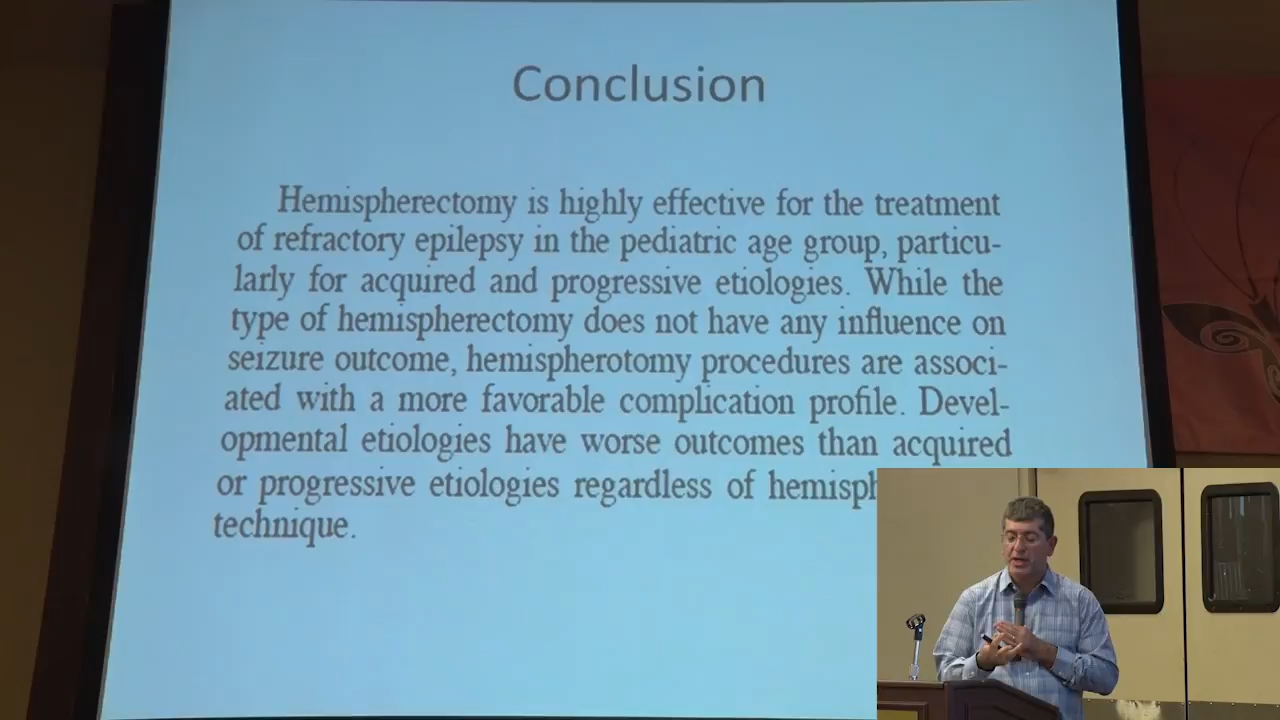 Conclusion
Hemispherectomy is highly effective for the treatment
of refractory epilepsy in the pediatric age group, particu-
larly for acquired and progressive etiologies. While the
type of hemispherectomy does not have any influence on
seizure outcome, hemispherotomy procedures are associ-
ated with a more favorable complication profile. Devel-
opmental etiologies have worse outcomes than acquired
or progressive etiologies regardless of
technique.